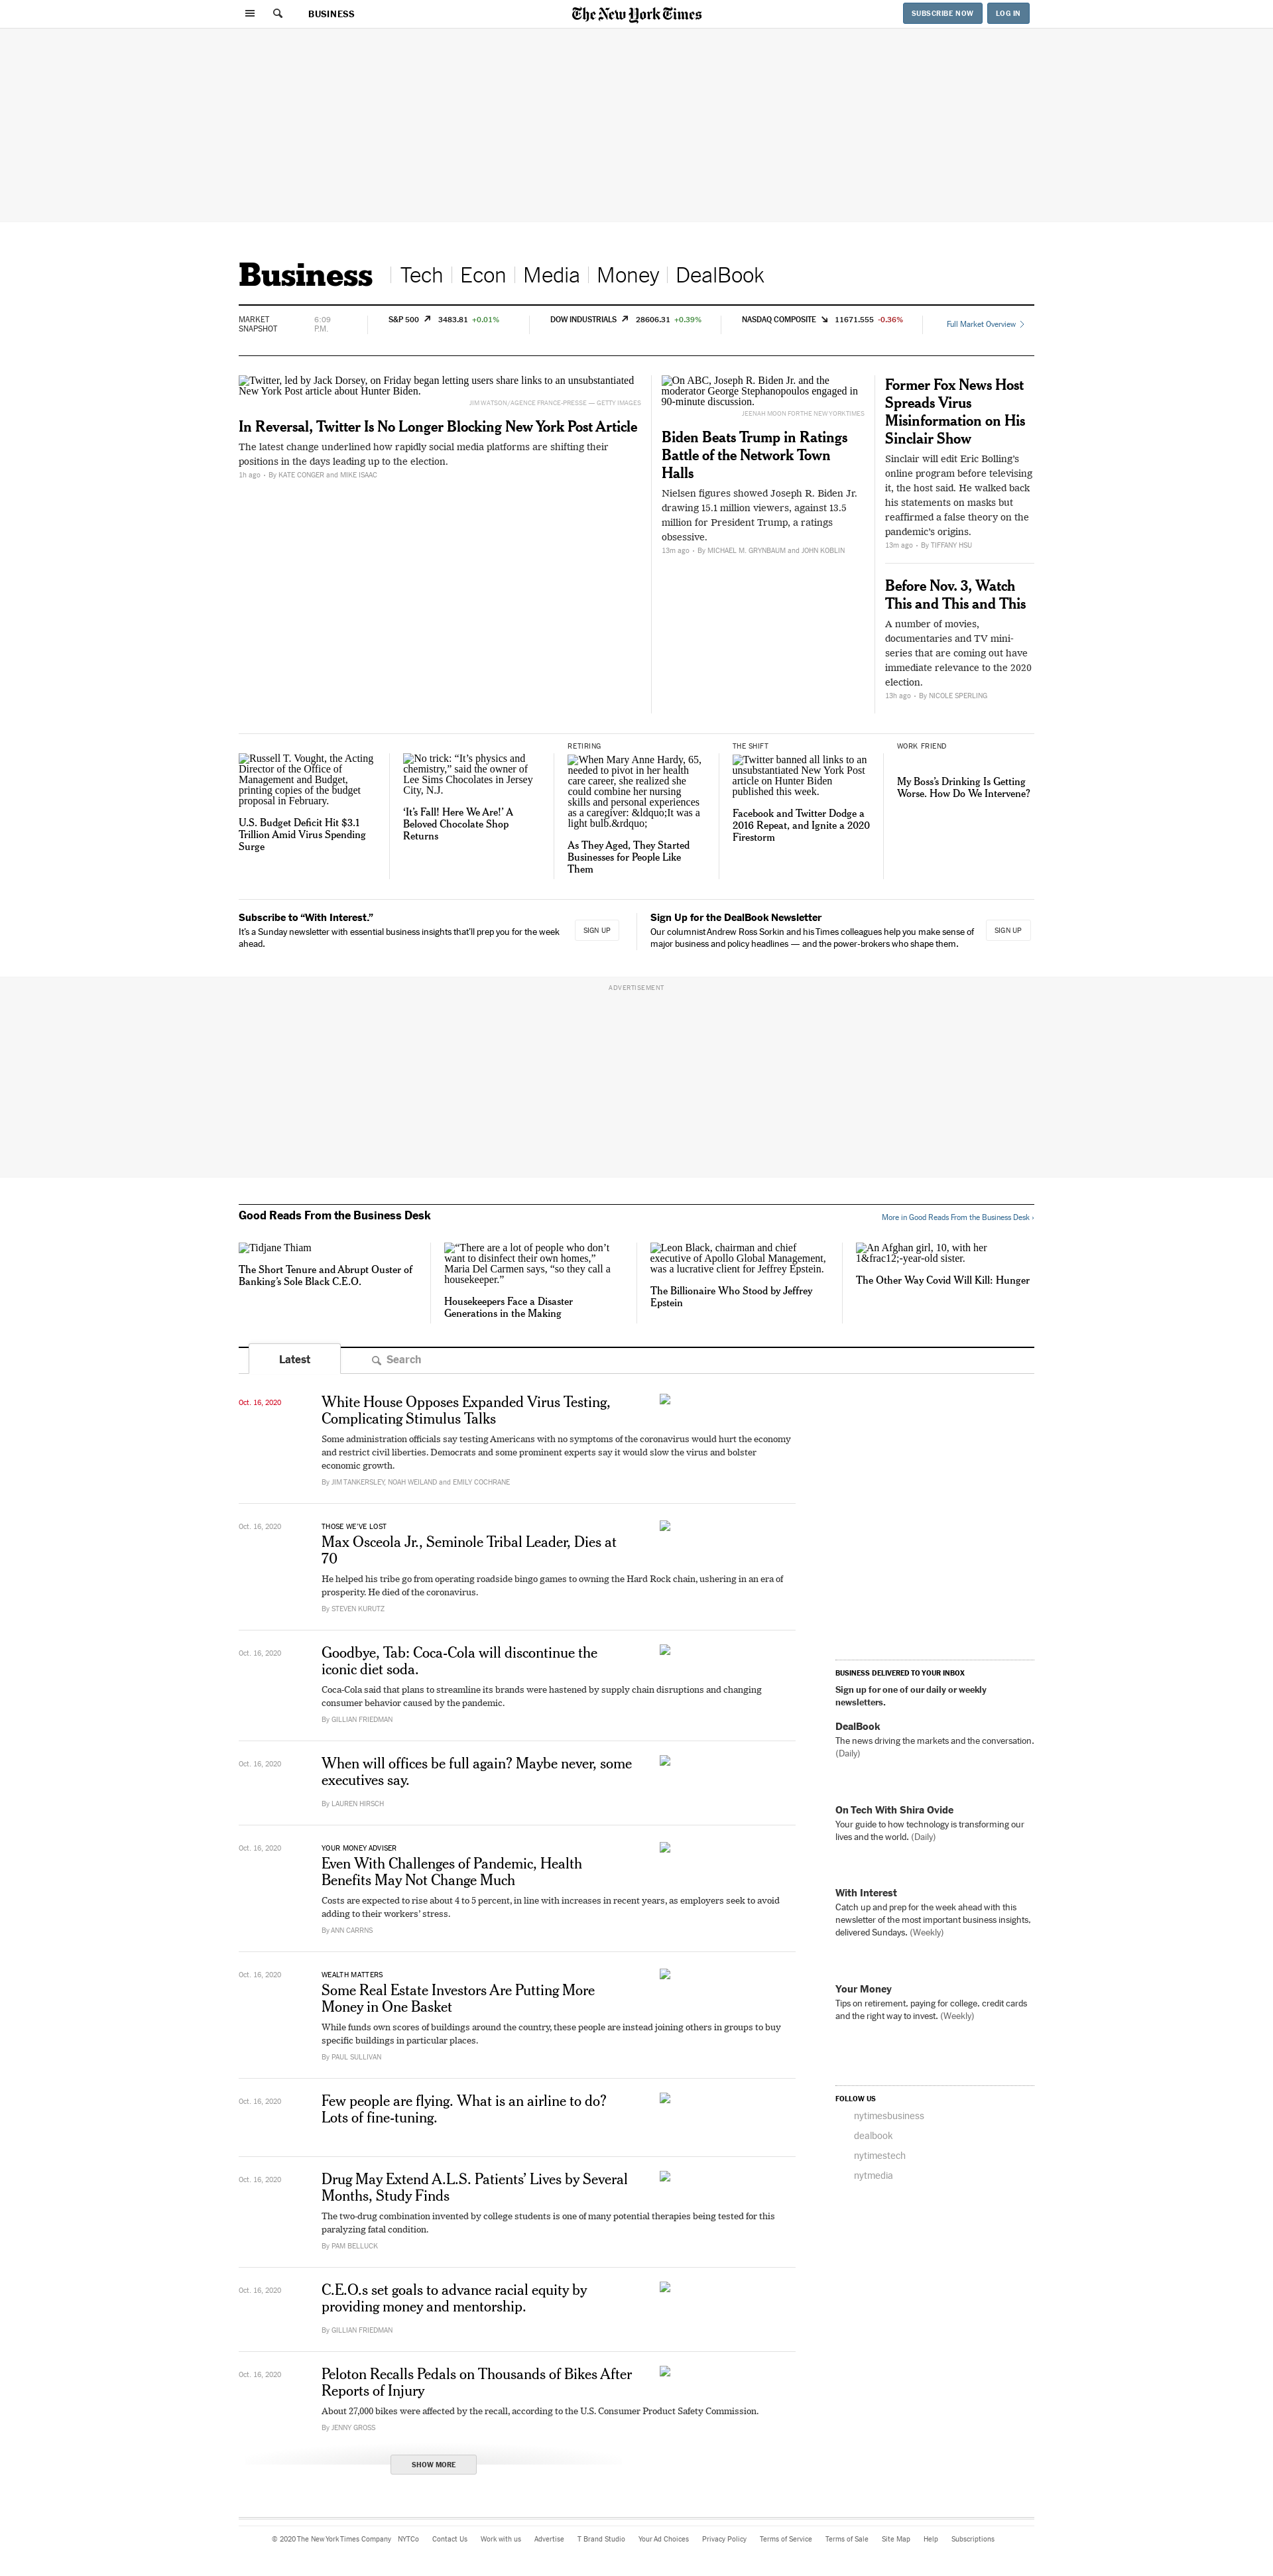 BUSINESS
The New York Times
SUBSCRIBE NOW
LOG IN
Business
Tech
Econ
Media
Money
DealBook
MARKET
SNAPSHOT
6:09
P.M.
S&P 500 3483.81 +0.01%
DOW INDUSTRIALS 28606.31 +0.39%
NASDAQ COMPOSITE 11671.555 -0.36%
Full Market Overview
Twitter, led by Jack Dorsey, on Friday began letting users share links to an unsubstantiated
New York Post article about Hunter Biden.
JIM WATSON/AGENCE FRANCE-PRESSE — GETTY IMAGES
In Reversal, Twitter Is No Longer Blocking New York Post Article
The latest change underlined how rapidly social media platforms are shifting their
positions in the days leading up to the election.
1h ago · By KATE CONGER and MIKE ISAAC
On ABC, Joseph R. Biden Jr. and the
moderator George Stephanopoulos engaged in
90-minute discussion.
JEENAH MOON FOR THE NEW YORK TIMES
Biden Beats Trump in Ratings
Battle of the Network Town
Halls
Nielsen figures showed Joseph R. Biden Jr.
drawing 15.1 million viewers, against 13.5
million for President Trump, a ratings
obsessive.
13m ago · By MICHAEL M. GRYNBAUM and JOHN KOBLIN
Former Fox News Host
Spreads Virus
Misinformation on His
Sinclair Show
Sinclair will edit Eric Bolling's
online program before televising
it, the host said. He walked back
his statements on masks but
reaffirmed a false theory on the
pandemic's origins.
13m ago · By TIFFANY HSU
Before Nov. 3, Watch
This and This and This
A number of movies,
documentaries and TV mini-
series that are coming out have
immediate relevance to the 2020
election.
13h ago · By NICOLE SPERLING
Russell T. Vought, the Acting
Director of the Office of
Management and Budget,
printing copies of the budget
proposal in February.
U.S. Budget Deficit Hit $3.1
Trillion Amid Virus Spending
Surge
No trick: “It’s physics and
chemistry,” said the owner of
Lee Sims Chocolates in Jersey
City, N.J.
‘It’s Fall! Here We Are!’ A
Beloved Chocolate Shop
Returns
RETIRING
When Mary Anne Hardy, 65,
needed to pivot in her health
care career, she realized she
could combine her nursing
skills and personal experiences
as a caregiver: &ldquo;It was a
light bulb.&rdquo;
As They Aged, They Started
Businesses for People Like
Them
THE SHIFT
Twitter banned all links to an
unsubstantiated New York Post
article on Hunter Biden
published this week.
Facebook and Twitter Dodge a
2016 Repeat, and Ignite a 2020
Firestorm
WORK FRIEND
My Boss’s Drinking Is Getting
Worse. How Do We Intervene?
Subscribe to “With Interest.”
It’s a Sunday newsletter with essential business insights that’ll prep you for the week
ahead.
SIGN UP
Sign Up for the DealBook Newsletter
Our columnist Andrew Ross Sorkin and his Times colleagues help you make sense of
major business and policy headlines — and the power-brokers who shape them.
SIGN UP
ADVERTISEMENT
Good Reads From the Business Desk
More in Good Reads From the Business Desk ›
Tidjane Thiam
The Short Tenure and Abrupt Ouster of
Banking’s Sole Black C.E.O.
“There are a lot of people who don’t
want to disinfect their own homes,”
Maria Del Carmen says, “so they call a
housekeeper.”
Housekeepers Face a Disaster
Generations in the Making
Leon Black, chairman and chief
executive of Apollo Global Management,
was a lucrative client for Jeffrey Epstein.
The Billionaire Who Stood by Jeffrey
Epstein
An Afghan girl, 10, with her
1&frac12;-year-old sister.
The Other Way Covid Will Kill: Hunger
Latest
Search
Oct. 16, 2020
White House Opposes Expanded Virus Testing,
Complicating Stimulus Talks
Some administration officials say testing Americans with no symptoms of the coronavirus would hurt the economy
and restrict civil liberties. Democrats and some prominent experts say it would slow the virus and bolster
economic growth.
By JIM TANKERSLEY, NOAH WEILAND and EMILY COCHRANE
Oct. 16, 2020
THOSE WE’VE LOST
Max Osceola Jr., Seminole Tribal Leader, Dies at
70
He helped his tribe go from operating roadside bingo games to owning the Hard Rock chain, ushering in an era of
prosperity. He died of the coronavirus.
By STEVEN KURUTZ
Oct. 16, 2020
Goodbye, Tab: Coca-Cola will discontinue the
iconic diet soda.
Coca-Cola said that plans to streamline its brands were hastened by supply chain disruptions and changing
consumer behavior caused by the pandemic.
By GILLIAN FRIEDMAN
Oct. 16, 2020
When will offices be full again? Maybe never, some
executives say.
By LAUREN HIRSCH
Oct. 16, 2020
YOUR MONEY ADVISER
Even With Challenges of Pandemic, Health
Benefits May Not Change Much
Costs are expected to rise about 4 to 5 percent, in line with increases in recent years, as employers seek to avoid
adding to their workers’ stress.
By ANN CARRNS
Oct. 16, 2020
WEALTH MATTERS
Some Real Estate Investors Are Putting More
Money in One Basket
While funds own scores of buildings around the country, these people are instead joining others in groups to buy
specific buildings in particular places.
By PAUL SULLIVAN
Oct. 16, 2020
Few people are flying. What is an airline to do?
Lots of fine-tuning.
Oct. 16, 2020
Drug May Extend A.L.S. Patients’ Lives by Several
Months, Study Finds
The two-drug combination invented by college students is one of many potential therapies being tested for this
paralyzing fatal condition.
By PAM BELLUCK
Oct. 16, 2020
C.E.O.s set goals to advance racial equity by
providing money and mentorship.
By GILLIAN FRIEDMAN
Oct. 16, 2020
Peloton Recalls Pedals on Thousands of Bikes After
Reports of Injury
About 27,000 bikes were affected by the recall, according to the U.S. Consumer Product Safety Commission.
By JENNY GROSS
SHOW MORE
BUSINESS DELIVERED TO YOUR INBOX
Sign up for one of our daily or weekly
newsletters.
DealBook
The news driving the markets and the conversation.
(Daily)
On Tech With Shira Ovide
Your guide to how technology is transforming our
lives and the world. (Daily)
With Interest
Catch up and prep for the week ahead with this
newsletter of the most important business insights,
delivered Sundays. (Weekly)
Your Money
Tips on retirement, paying for college, credit cards
and the right way to invest. (Weekly)
FOLLOW US
nytimesbusiness
dealbook
nytimestech
nytmedia
© 2020 The New York Times Company NYTCo Contact Us Work with us Advertise T Brand Studio Your Ad Choices Privacy Policy Terms of Service Terms of Sale Site Map Help Subscriptions